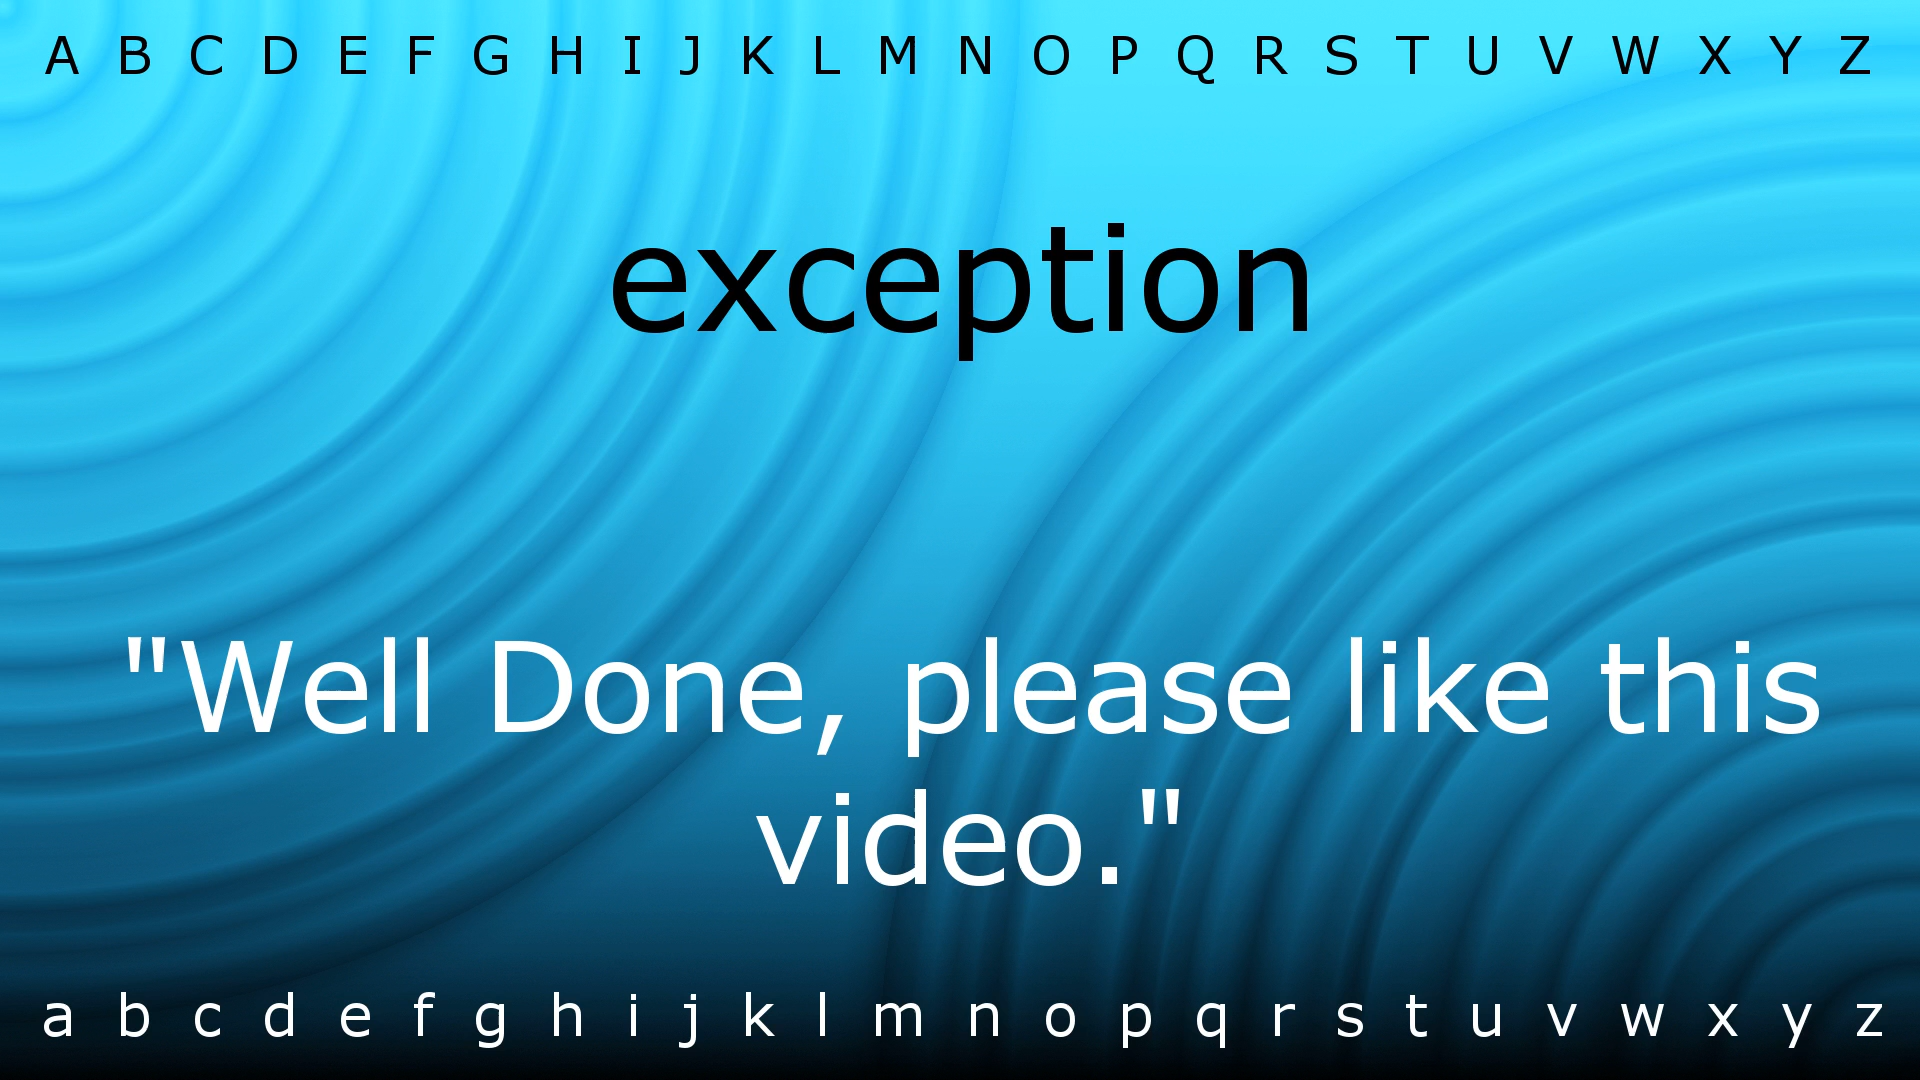 A B C D E F G H I J K L M N O P Q R S T U V W X Y Z
exception
"Well Done, please like this
video."
a b c d e f g h i j k l m n o p q r s t u v w x y z